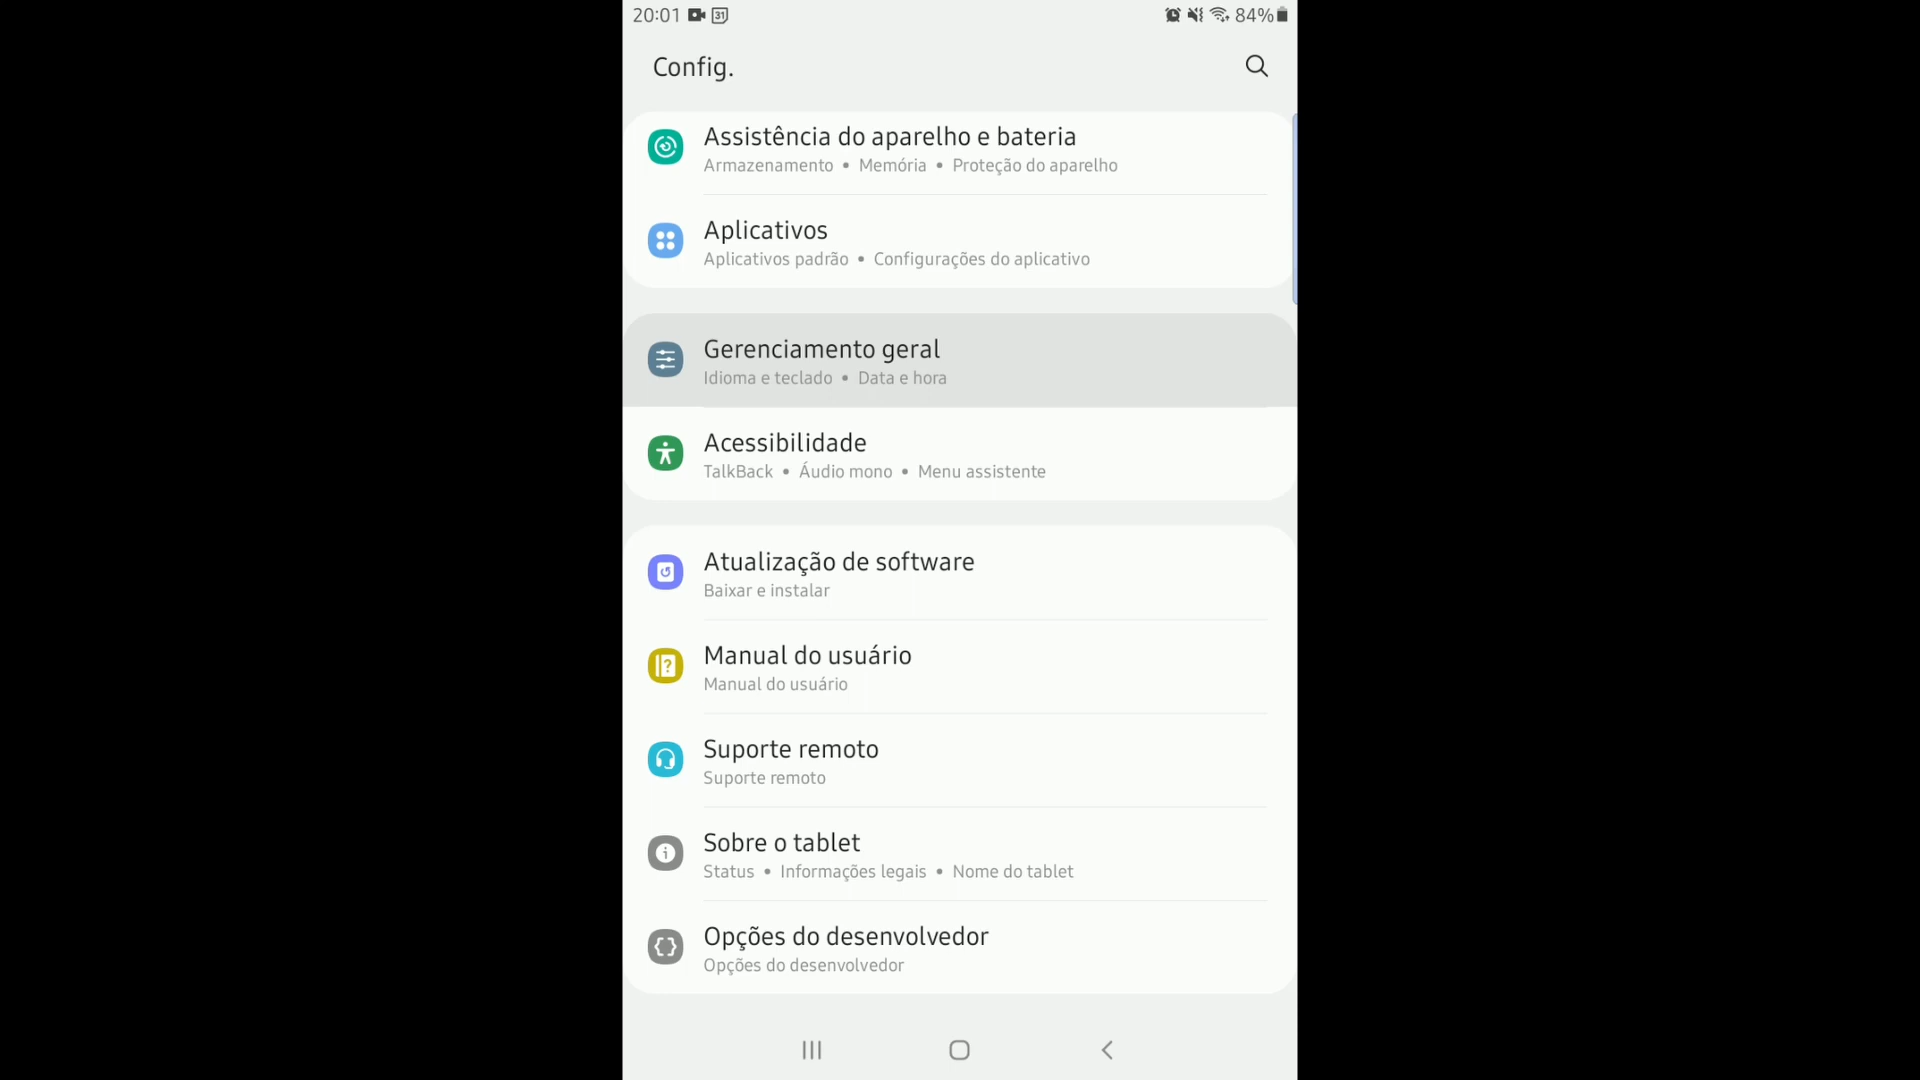 20:01 31 84%
Config.
Assistência do aparelho e bateria
Armazenamento • Memória • Proteção do aparelho
Aplicativos
Aplicativos padrão • Configurações do aplicativo
Gerenciamento geral
Idioma e teclado • Data e hora
Acessibilidade
TalkBack • Áudio mono • Menu assistente
Atualização de software
Baixar e instalar
Manual do usuário
Manual do usuário
Suporte remoto
Suporte remoto
Sobre o tablet
Status • Informações legais • Nome do tablet
Opções do desenvolvedor
Opções do desenvolvedor